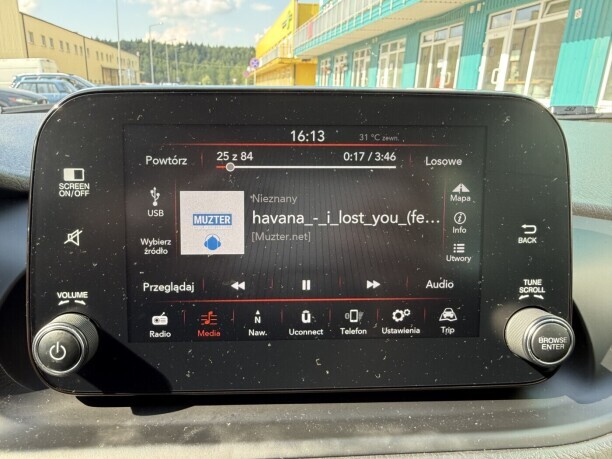 16:13
31 °C zewn.
Powtórz
25 z 84
0:17 / 3:46
Losowe
SCREEN
ON/OFF
USB
Wybierz
źródło
MUZTER
Nieznany
havana_-_i_lost_you_(fe...
[Muzter.net]
Mapa
Info
Utwory
BACK
Przeglądaj
Audio
VOLUME
TUNE
SCROLL
Radio
Media
N
Naw.
Uconnect
Telefon
Ustawienia
Trip
BROWSE
ENTER